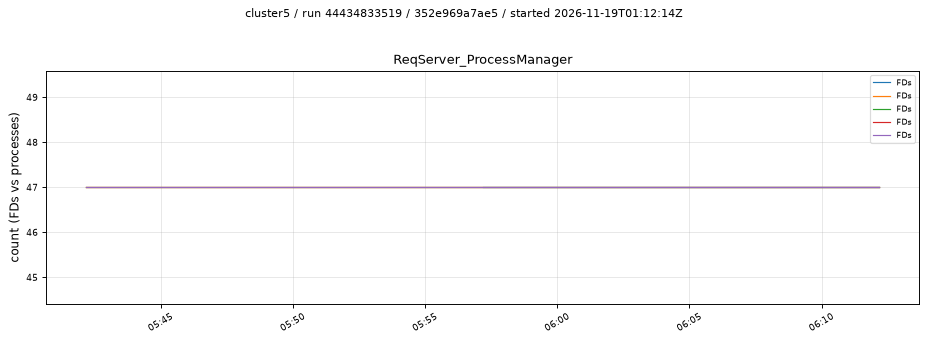 cluster5 / run 44434833519 / 352e969a7ae5 / started 2026-11-19T01:12:14Z
ReqServer_ProcessManager
count (FDs vs processes)
49
48
47
46
45
FDs
FDs
FDs
FDs
FDs
05:45
05:50
05:55
06:00
06:05
06:10